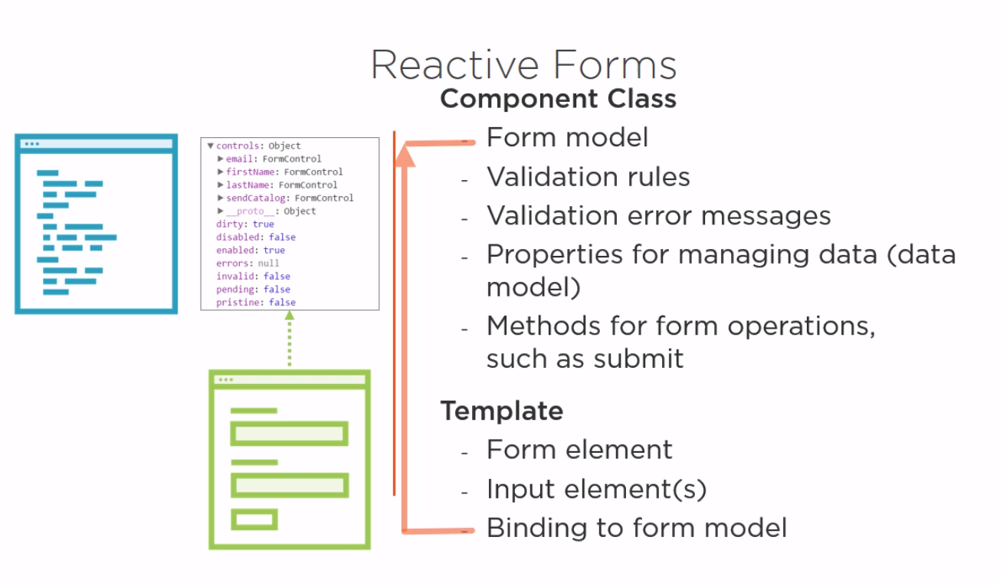 Reactive Forms
Component Class
- Form model
- Validation rules
- Validation error messages
- Properties for managing data (data
model)
- Methods for form operations,
such as submit
Template
- Form element
- Input element(s)
- Binding to form model
▼ controls: Object
▶ email: FormControl
▶ firstName: FormControl
▶ lastName: FormControl
▶ sendCatalog: FormControl
▶ __proto__: Object
dirty: true
disabled: false
enabled: true
errors: null
invalid: false
pending: false
pristine: false